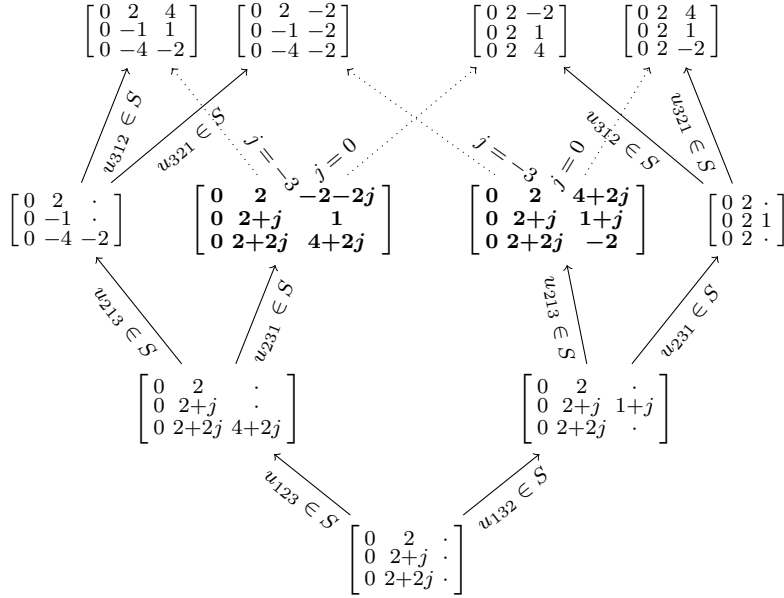 0 2 4 0 2 −2 0 2 −2 0 2 4
0 −1 1 0 −1 −2 0 2 1 0 2 1
0 −4 −2 0 −4 −2 0 2 4 0 2 −2
u₃₁₂ ∈ S u₃₂₁ ∈ S j = −3 j = 0 j = −3 j = 0 u₃₁₂ ∈ S u₃₂₁ ∈ S
0 2 · 0 2 −2−2j 0 2 4+2j 0 2 ·
0 −1 · 0 2+j 1 0 2+j 1+j 0 2 1
0 −4 −2 0 2+2j 4+2j 0 2+2j −2 0 2 ·
u₂₁₃ ∈ S u₂₃₁ ∈ S u₂₁₃ ∈ S u₂₃₁ ∈ S
0 2 · 0 2 ·
0 2+j · 0 2+j 1+j
0 2+2j 4+2j 0 2+2j ·
u₁₂₃ ∈ S u₁₃₂ ∈ S
0 2 ·
0 2+j ·
0 2+2j ·